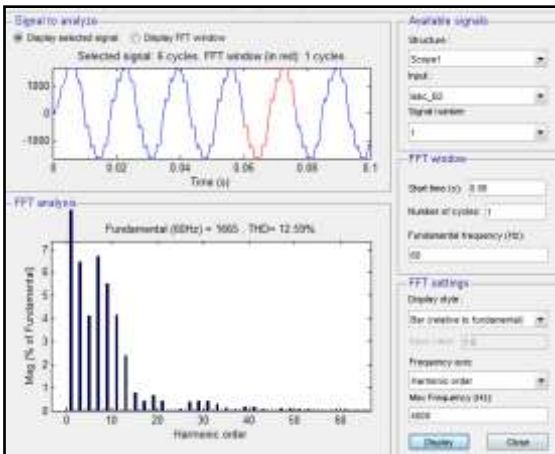 Signal to analyze
Display selected signal
Display FFT window
Selected signal: 6 cycles. FFT window (in red): 1 cycles
1000
0
-1000
0
0.02
0.04
0.06
0.08
0.1
Time (s)
FFT analysis
Fundamental (60Hz) = 1665 , THD= 12.59%
7
6
5
4
3
2
1
0
Mag (% of Fundamental)
0
10
20
30
40
50
60
Harmonic order
Available signals
Structure :
Scope1
Input :
Signal number:
1
FFT window
Start time (s):
Number of cycles: 1
Fundamental frequency (Hz):
60
FFT settings
Display style :
Bar (relative to fundamental)
Frequency axis:
Harmonic order
Max Frequency (Hz):
4000
Display
Close